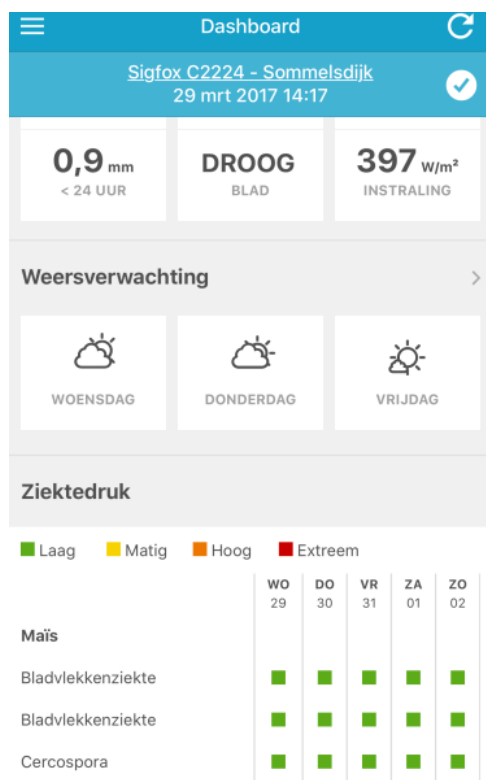 Dashboard
Sigfox C2224 - Sommelsdijk
29 mrt 2017 14:17
0,9 mm DROOG 397 W/m²
< 24 UUR BLAD INSTRALING
Weersverwachting
WOENSDAG DONDERDAG VRIJDAG
Ziektedruk
Laag Matig Hoog Extreem
WO DO VR ZA ZO
29 30 31 01 02
Maïs
Bladvlekkenziekte
Bladvlekkenziekte
Cercospora